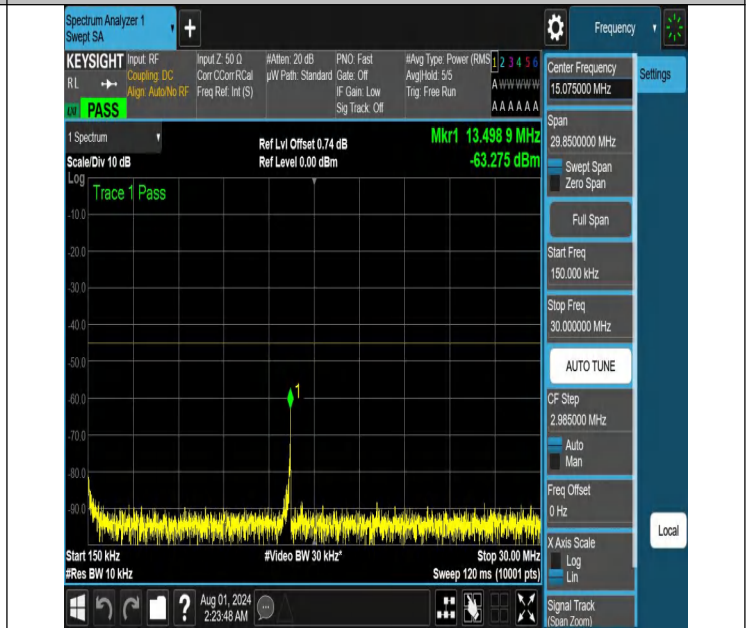 Spectrum Analyzer 1
Swept SA
+
Frequency
KEYSIGHT
RL
PASS
Input: RF
Coupling: DC
Align: Auto/No RF
Input Z: 50 Ω
Corr CCorr RCal
Freq Ref: Int (S)
#Atten: 20 dB
µW Path: Standard
PNO: Fast
Gate: Off
IF Gain: Low
Sig Track: Off
#Avg Type: Power (RMS
Avg|Hold: 5/5
Trig: Free Run
1 2 3 4 5 6
A W W W W W
A A A A A A
1 Spectrum
Scale/Div 10 dB
Ref Lvl Offset 0.74 dB
Ref Level 0.00 dBm
Mkr1 13.498 9 MHz
-63.275 dBm
Log
Trace 1 Pass
-10.0
-20.0
-30.0
-40.0
-50.0
1
-60.0
-70.0
-80.0
-90.0
Start 150 kHz
#Res BW 10 kHz
#Video BW 30 kHz*
Stop 30.00 MHz
Sweep 120 ms (10001 pts)
?
Aug 01, 2024
2:23:48 AM
Center Frequency
15.075000 MHz
Settings
Span
29.8500000 MHz
Swept Span
Zero Span
Full Span
Start Freq
150.000 kHz
Stop Freq
30.000000 MHz
AUTO TUNE
CF Step
2.985000 MHz
Auto
Man
Freq Offset
0 Hz
X Axis Scale
Log
Lin
Local
Signal Track
(Span Zoom)